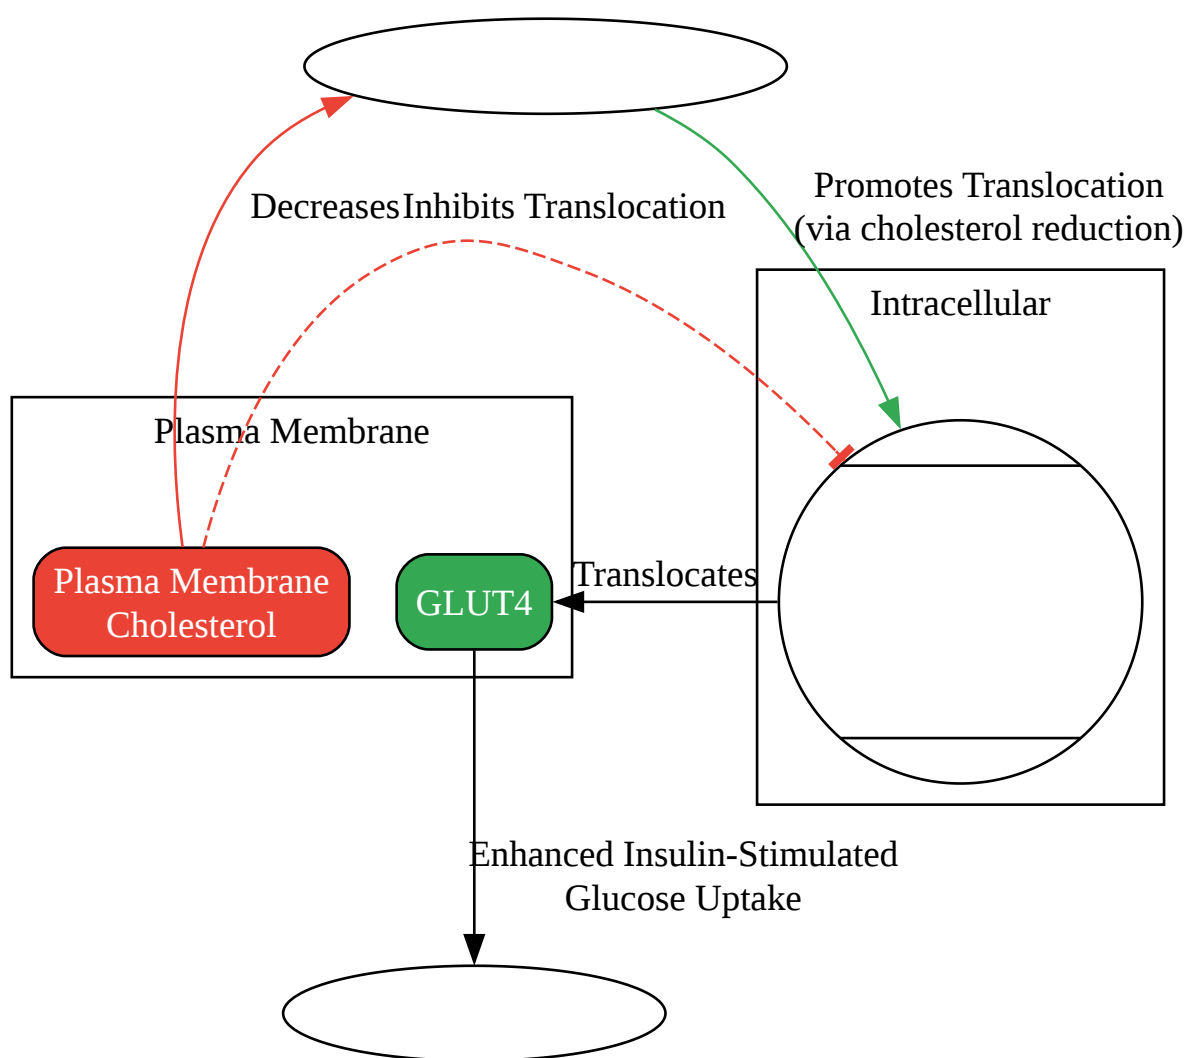 Promotes Translocation
(via cholesterol reduction)
Decreases
Inhibits Translocation
Intracellular
Plasma Membrane
Plasma Membrane
Cholesterol
GLUT4
Translocates
Enhanced Insulin-Stimulated
Glucose Uptake